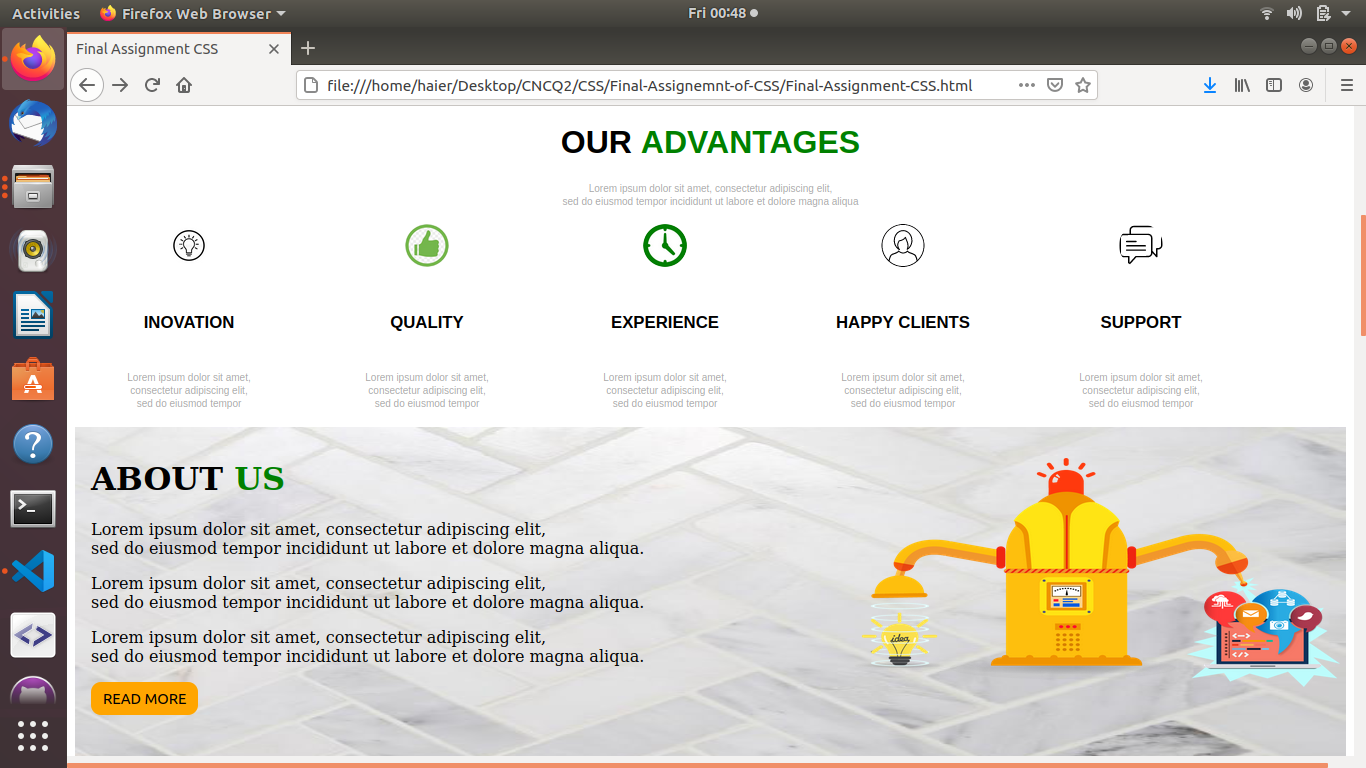 Activities
Firefox Web Browser
Fri 00:48
Final Assignment CSS
file:///home/haier/Desktop/CNCQ2/CSS/Final-Assignemnt-of-CSS/Final-Assignment-CSS.html
OUR ADVANTAGES
Lorem ipsum dolor sit amet, consectetur adipiscing elit,
sed do eiusmod tempor incididunt ut labore et dolore magna aliqua
INOVATION
QUALITY
EXPERIENCE
HAPPY CLIENTS
SUPPORT
Lorem ipsum dolor sit amet,
consectetur adipiscing elit,
sed do eiusmod tempor
Lorem ipsum dolor sit amet,
consectetur adipiscing elit,
sed do eiusmod tempor
Lorem ipsum dolor sit amet,
consectetur adipiscing elit,
sed do eiusmod tempor
Lorem ipsum dolor sit amet,
consectetur adipiscing elit,
sed do eiusmod tempor
Lorem ipsum dolor sit amet,
consectetur adipiscing elit,
sed do eiusmod tempor
ABOUT US
Lorem ipsum dolor sit amet, consectetur adipiscing elit,
sed do eiusmod tempor incididunt ut labore et dolore magna aliqua.
Lorem ipsum dolor sit amet, consectetur adipiscing elit,
sed do eiusmod tempor incididunt ut labore et dolore magna aliqua.
Lorem ipsum dolor sit amet, consectetur adipiscing elit,
sed do eiusmod tempor incididunt ut labore et dolore magna aliqua.
READ MORE
idea